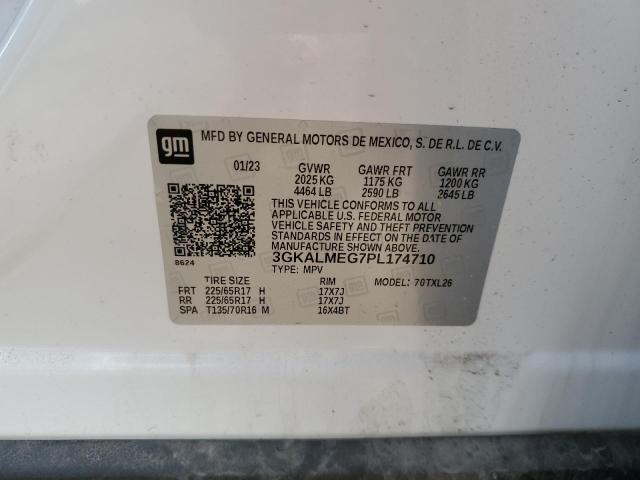 gm MFD BY GENERAL MOTORS DE MEXICO, S. DE R.L. DE C.V.
01/23 GVWR GAWR FRT GAWR RR
2025 KG 1175 KG 1200 KG
4464 LB 2590 LB 2645 LB
THIS VEHICLE CONFORMS TO ALL
APPLICABLE U.S. FEDERAL MOTOR
VEHICLE SAFETY AND THEFT PREVENTION
STANDARDS IN EFFECT ON THE DATE OF
MANUFACTURE SHOWN ABOVE.
8624 3GKALMEG7PL174710
TYPE: MPV MODEL: 70TXL26
TIRE SIZE RIM
FRT 225/65R17 H 17X7J
RR 225/65R17 H 17X7J
SPA T135/70R16 M 16X4BT